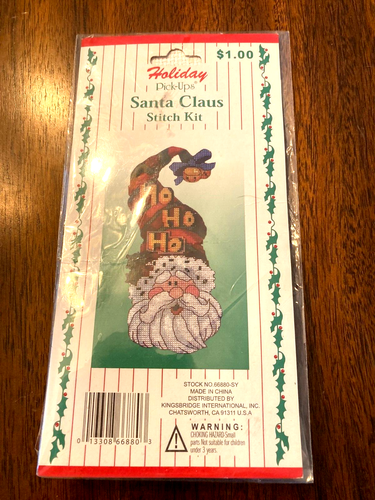 $1.00
Holiday
Pick-Ups
Santa Claus
Stitch Kit
HO
HO
HO
STOCK NO.66880-SY
MADE IN CHINA
DISTRIBUTED BY
KINGSBRIDGE INTERNATIONAL, INC.
CHATSWORTH, CA 91311 U.S.A
0 13308 66880 3
WARNING:
CHOKING HAZARD-Small
parts. Not suitable for children
under 3 years.